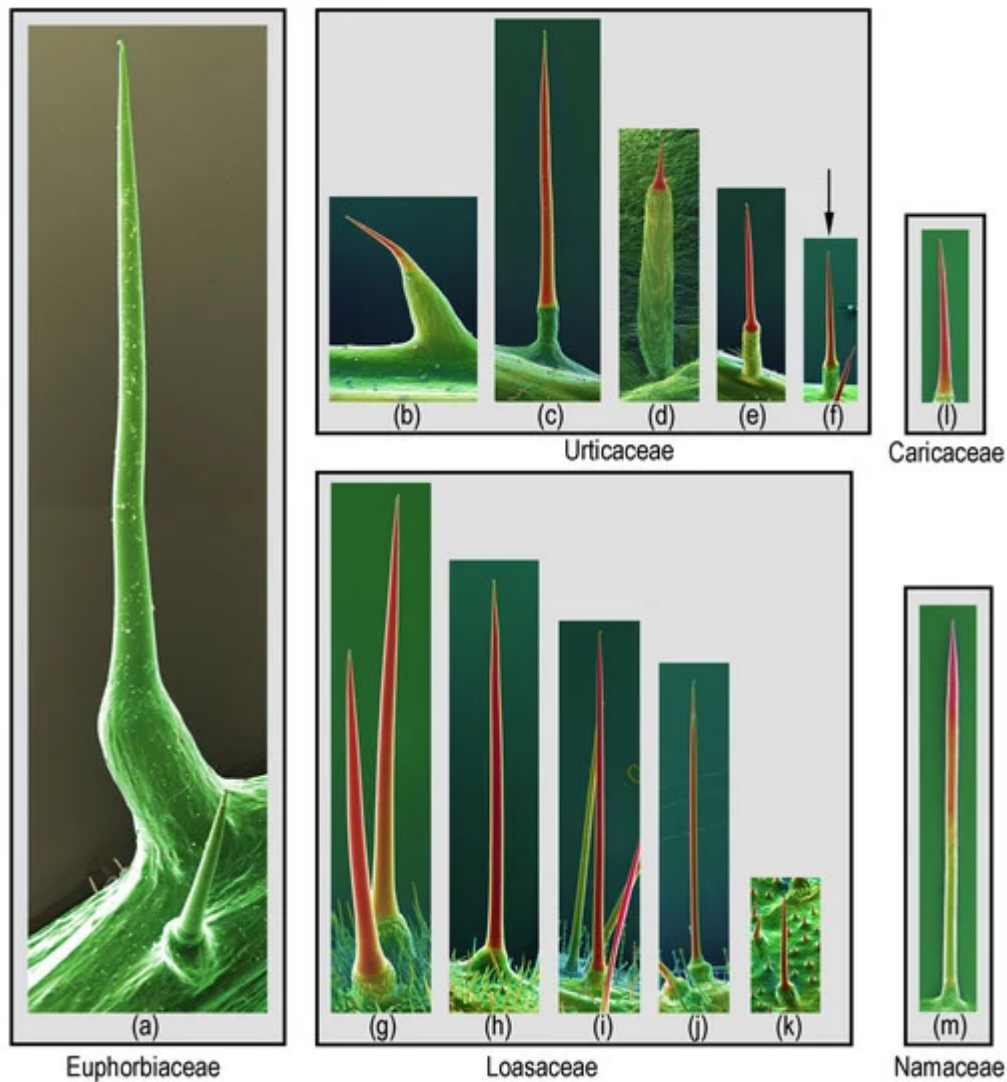 (a)
Euphorbiaceae
(b)
(c)
(d)
(e)
(f)
Urticaceae
(l)
Caricaceae
(g)
(h)
(i)
(j)
(k)
Loasaceae
(m)
Namaceae